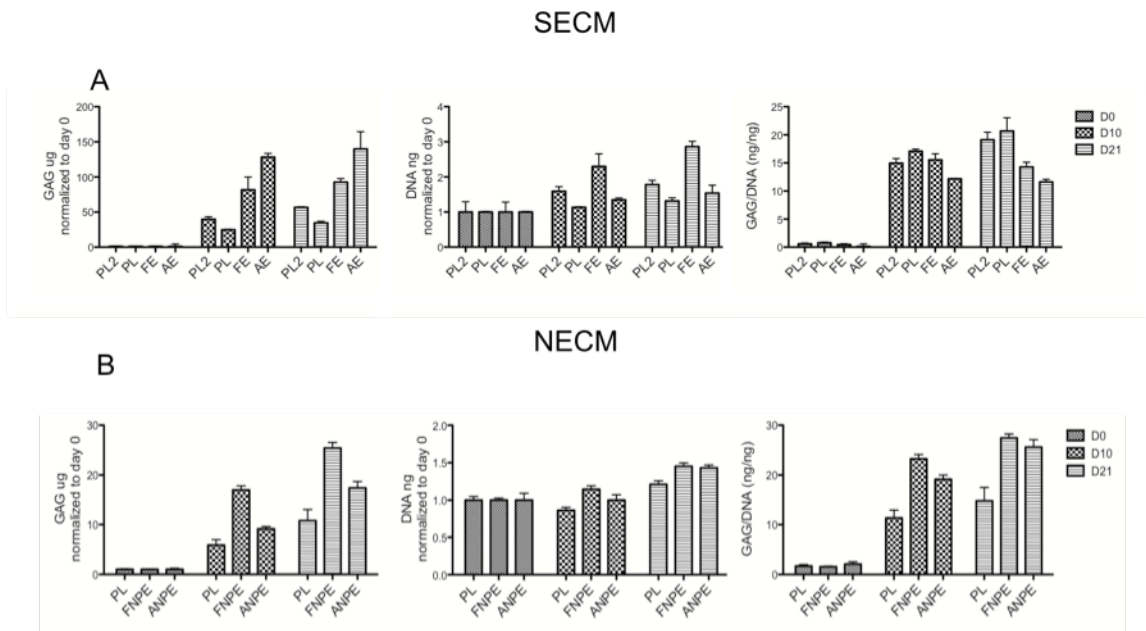 SECM
A
GAG ug
normalized to day 0
200
150
100
50
0
PL2 PL FE AE PL2 PL FE AE PL2 PL FE AE
DNA ng
normalized to day 0
4
3
2
1
0
PL2 PL FE AE PL2 PL FE AE PL2 PL FE AE
GAG/DNA (ng/ng)
25
20
15
10
5
0
PL2 PL FE AE PL2 PL FE AE PL2 PL FE AE
D0
D10
D21
NECM
B
GAG ug
normalized to day 0
30
20
10
0
PL FNPE ANPE PL FNPE ANPE PL FNPE ANPE
DNA ng
normalized to day 0
2.0
1.5
1.0
0.5
0.0
PL FNPE ANPE PL FNPE ANPE PL FNPE ANPE
GAG/DNA (ng/ng)
30
20
10
0
PL FNPE ANPE PL FNPE ANPE PL FNPE ANPE
D0
D10
D21